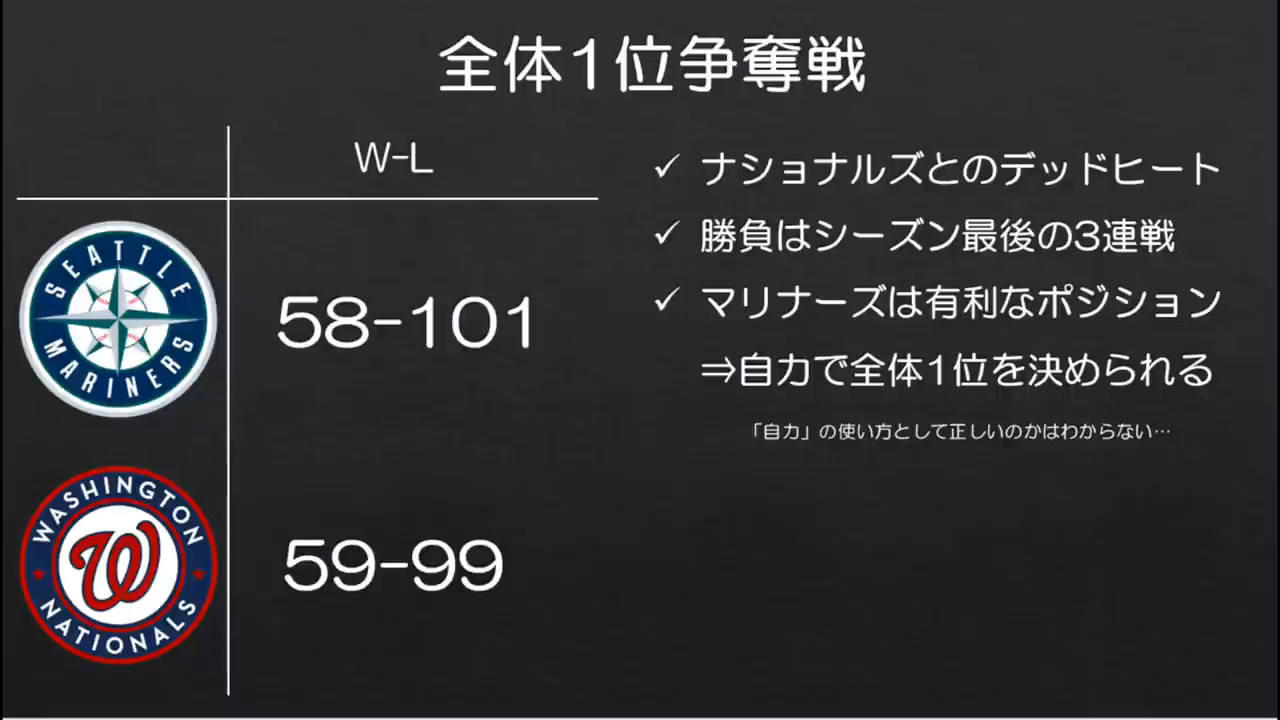 全体1位争奪戦
W-L
SEATTLE
MARINERS
58-101
WASHINGTON
W
NATIONALS
59-99
✓ ナショナルズとのデッドヒート
✓ 勝負はシーズン最後の3連戦
✓ マリナーズは有利なポジション
⇒自力で全体1位を決められる
「自力」の使い方として正しいのかはわからない…